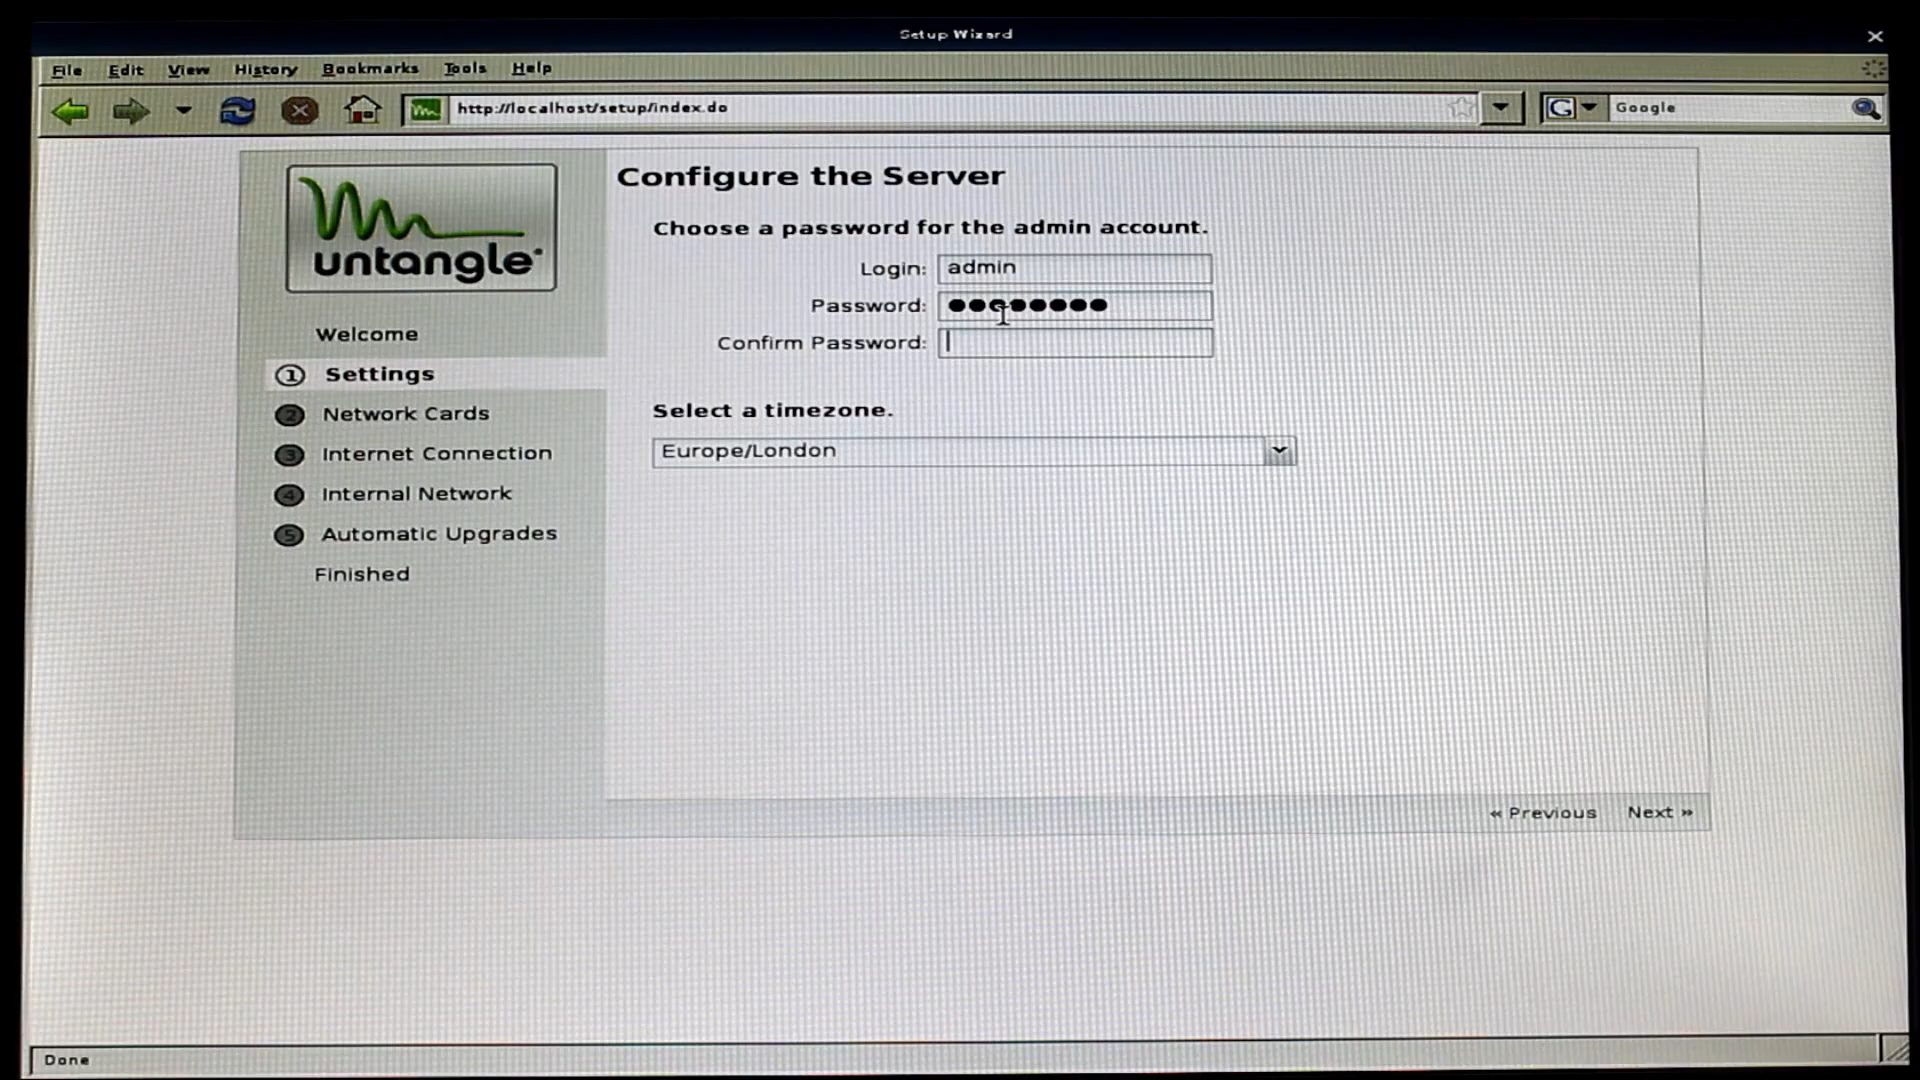 Setup Wizard
File Edit View History Bookmarks Tools Help
http://localhost/setup/index.do
Google
untangle
Welcome
1 Settings
2 Network Cards
3 Internet Connection
4 Internal Network
5 Automatic Upgrades
Finished
Configure the Server
Choose a password for the admin account.
Login: admin
Password: ●●●●●●●●
Confirm Password:
Select a timezone.
Europe/London
« Previous Next »
Done